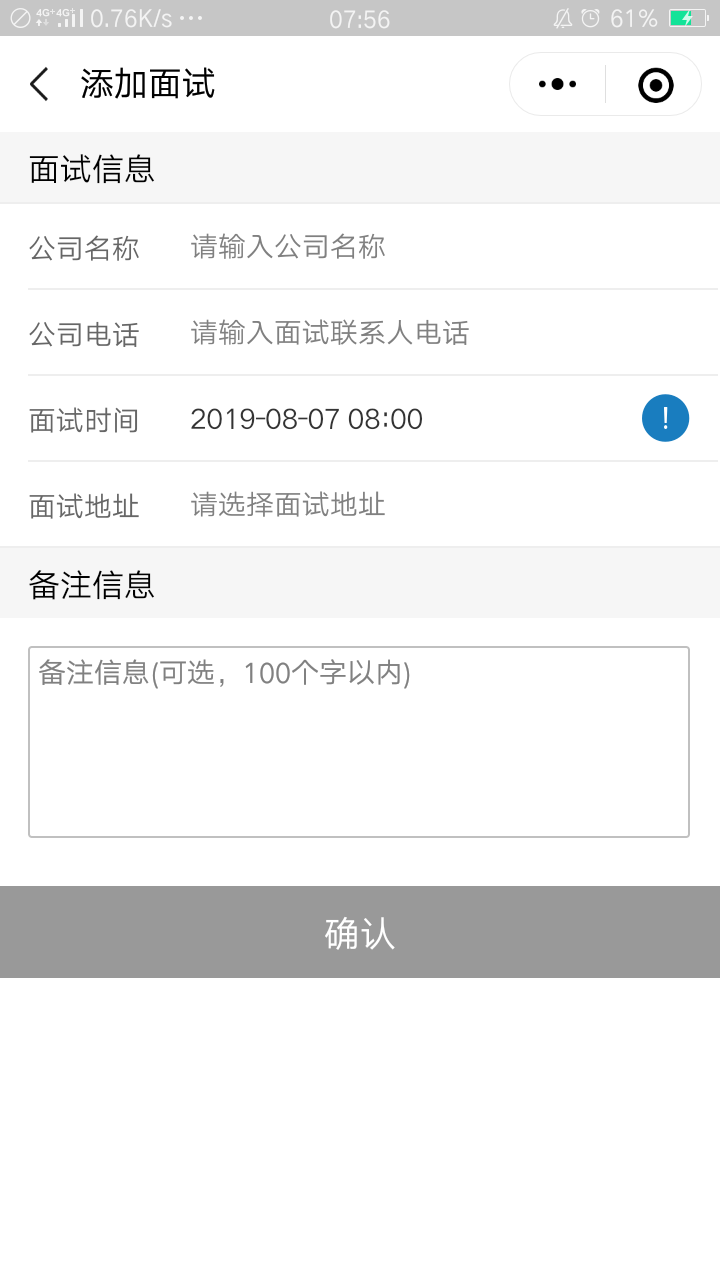 4G+4G+ 0.76K/s ··· 07:56 61%
添加面试
面试信息
公司名称 请输入公司名称
公司电话 请输入面试联系人电话
面试时间 2019-08-07 08:00 !
面试地址 请选择面试地址
备注信息
备注信息(可选，100个字以内)
确认